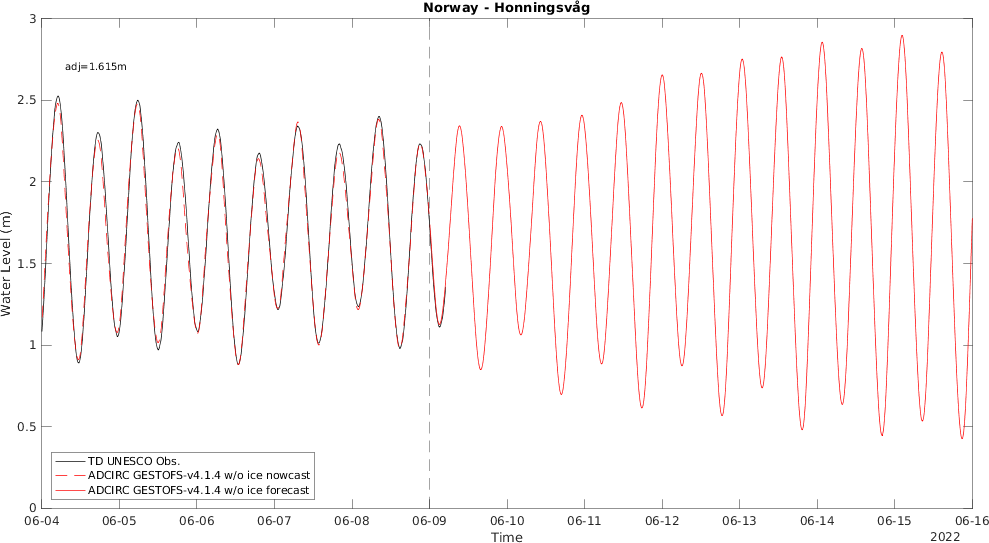 Norway - Honningsvåg
adj=1.615m
Water Level (m)
3
2.5
2
1.5
1
0.5
0
TD UNESCO Obs.
ADCIRC GESTOFS-v4.1.4 w/o ice nowcast
ADCIRC GESTOFS-v4.1.4 w/o ice forecast
06-04 06-05 06-06 06-07 06-08 06-09 06-10 06-11 06-12 06-13 06-14 06-15 06-16
Time
2022